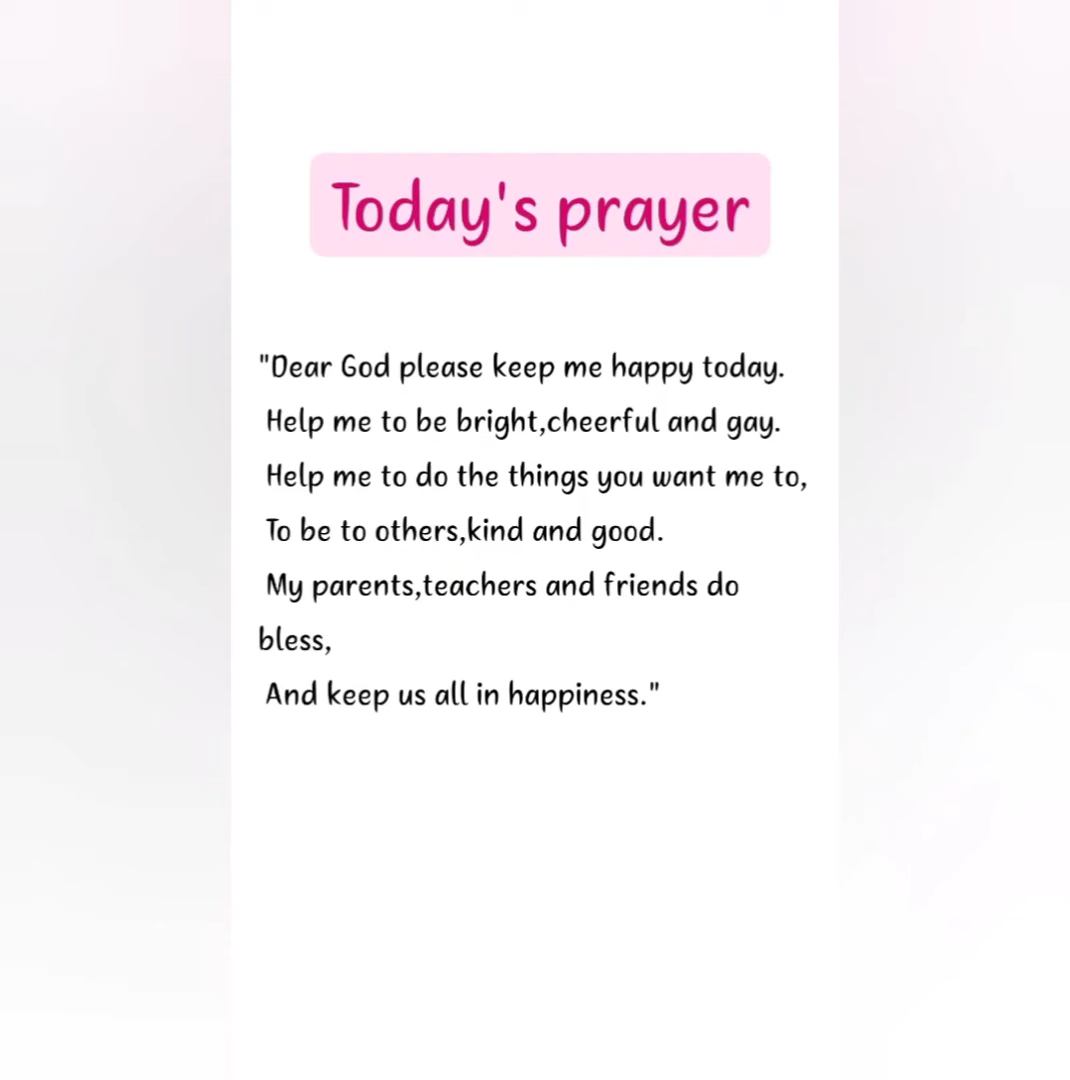 Today's prayer
"Dear God please keep me happy today.
Help me to be bright,cheerful and gay.
Help me to do the things you want me to,
To be to others,kind and good.
My parents,teachers and friends do
bless,
And keep us all in happiness."